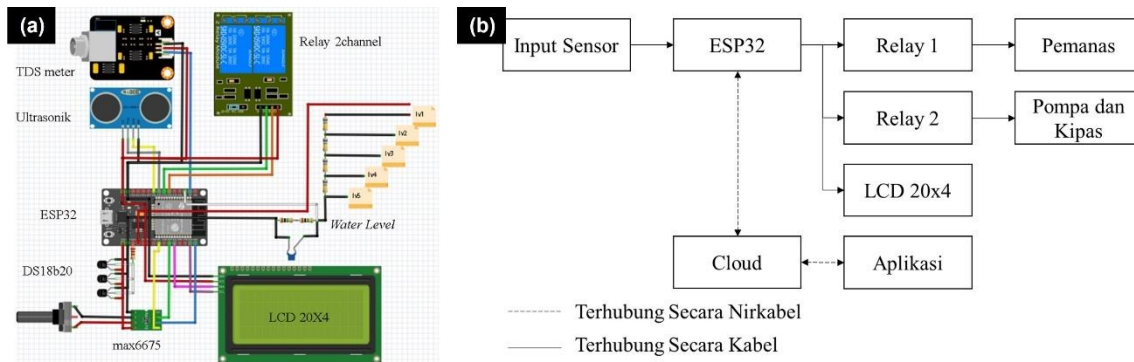 (a)
TDS meter
Relay 2channel
Ultrasonik
lv1
lv2
lv3
lv4
lv5
ESP32
Water Level
DS18b20
LCD 20X4
max6675
(b)
Input Sensor
ESP32
Relay 1
Pemanas
Relay 2
Pompa dan
Kipas
LCD 20x4
Cloud
Aplikasi
Terhubung Secara Nirkabel
Terhubung Secara Kabel